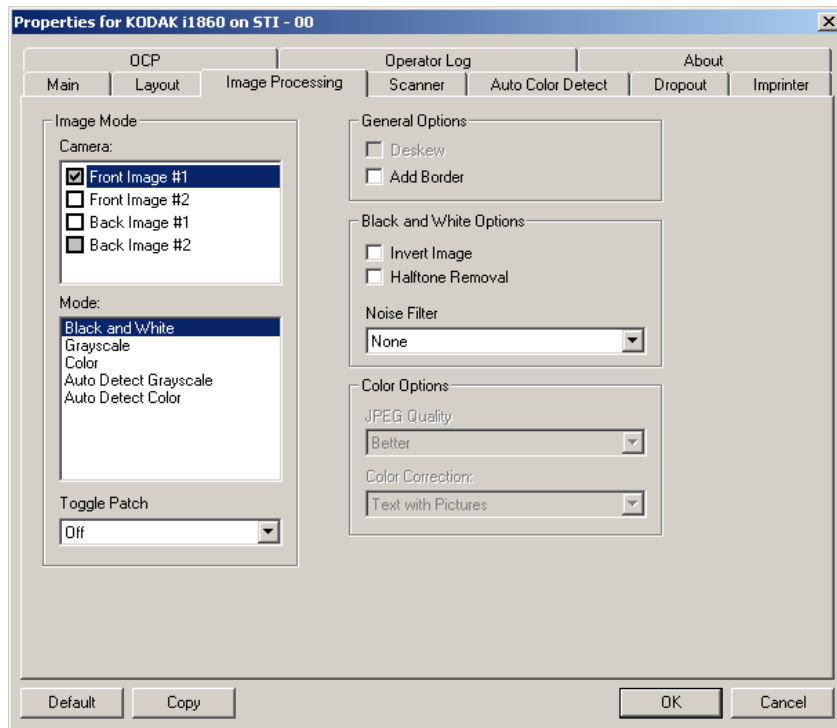 Properties for KODAK i1860 on STI - 00
OCP
Operator Log
About
Main
Layout
Image Processing
Scanner
Auto Color Detect
Dropout
Imprinter
Image Mode
Camera:
Front Image #1
Front Image #2
Back Image #1
Back Image #2
Mode:
Black and White
Grayscale
Color
Auto Detect Grayscale
Auto Detect Color
Toggle Patch
Off
General Options
Deskew
Add Border
Black and White Options
Invert Image
Halftone Removal
Noise Filter
None
Color Options
JPEG Quality
Better
Color Correction:
Text with Pictures
Default
Copy
OK
Cancel